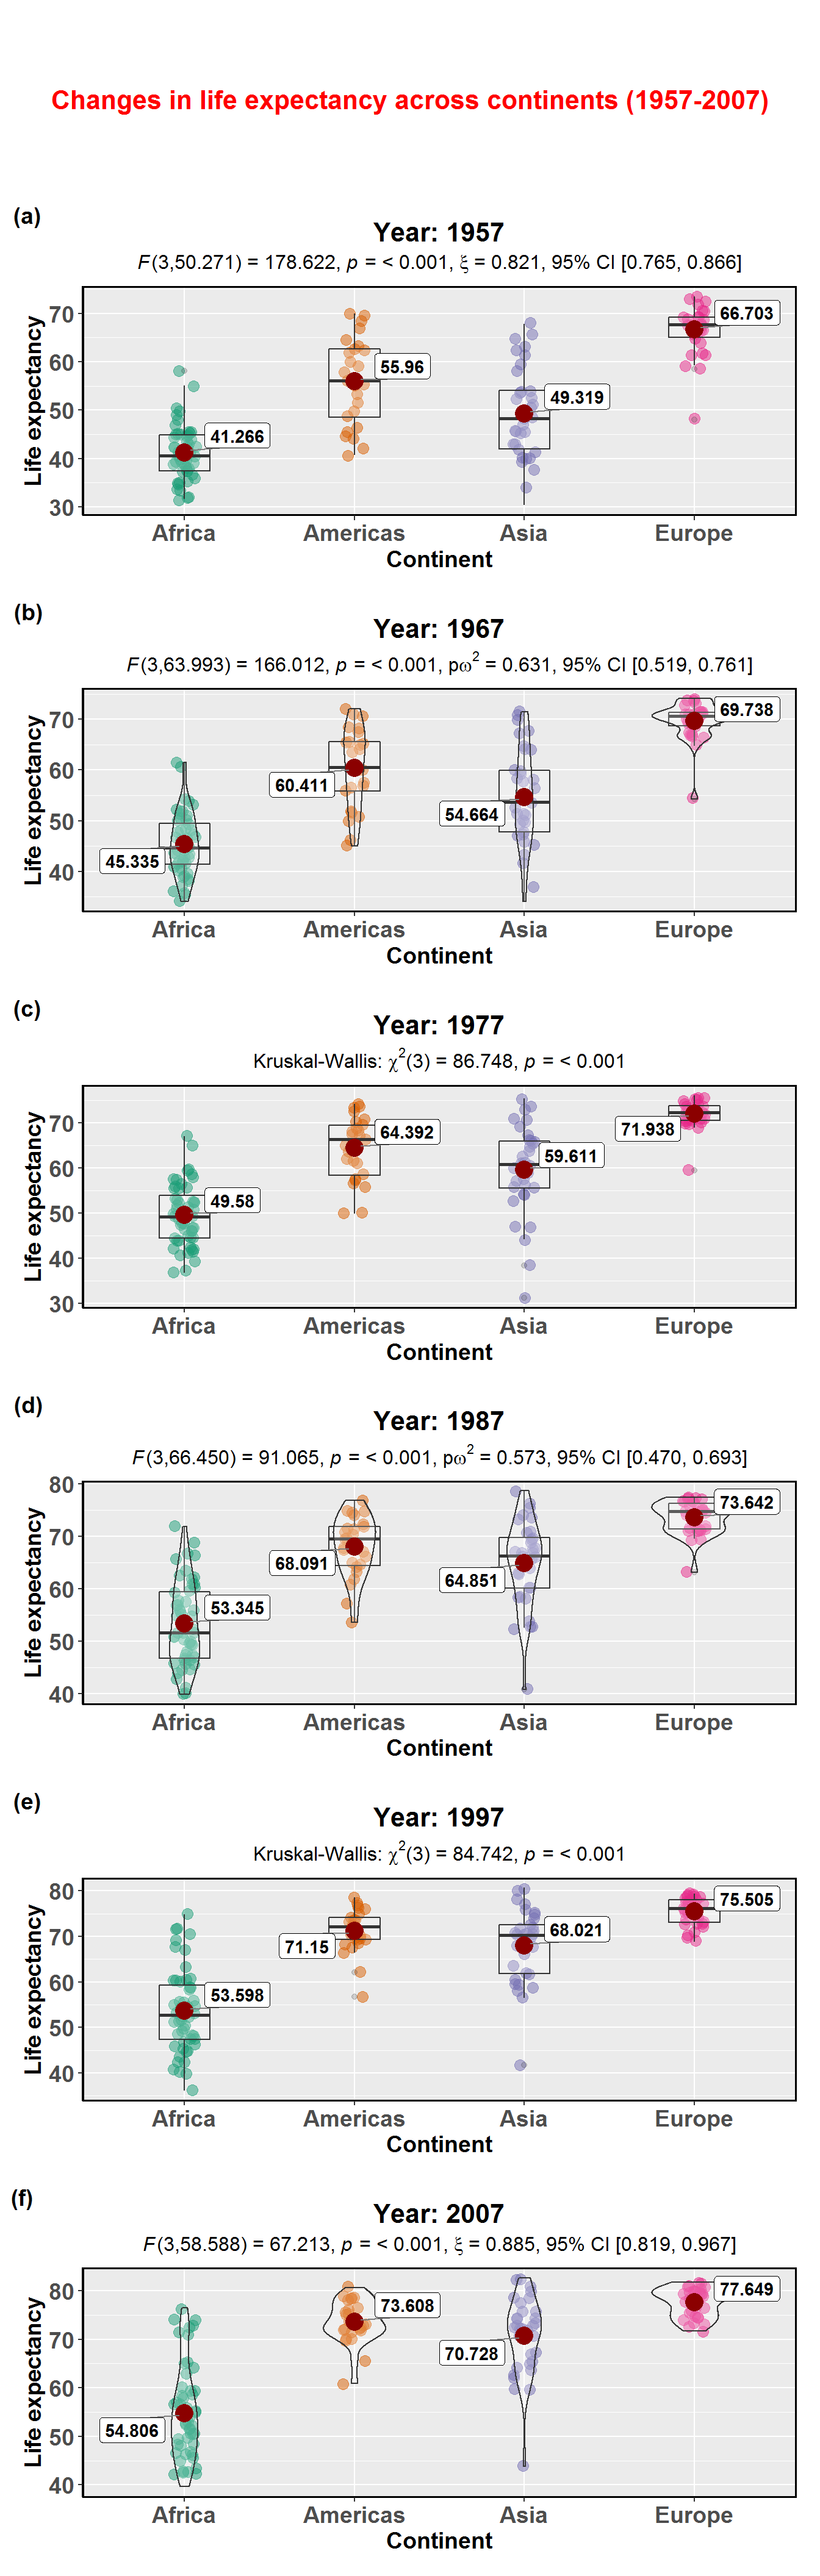 Changes in life expectancy across continents (1957-2007)
(a)
Year: 1957
F(3,50.271) = 178.622, p = < 0.001, ξ = 0.821, 95% CI [0.765, 0.866]
Life expectancy
70
60
50
40
30
66.703
55.96
49.319
41.266
Africa Americas Asia Europe
Continent
(b)
Year: 1967
F(3,63.993) = 166.012, p = < 0.001, pω² = 0.631, 95% CI [0.519, 0.761]
Life expectancy
70
60
50
40
69.738
60.411
54.664
45.335
Africa Americas Asia Europe
Continent
(c)
Year: 1977
Kruskal-Wallis: χ²(3) = 86.748, p = < 0.001
Life expectancy
70
60
50
40
30
64.392
71.938
59.611
49.58
Africa Americas Asia Europe
Continent
(d)
Year: 1987
F(3,66.450) = 91.065, p = < 0.001, pω² = 0.573, 95% CI [0.470, 0.693]
Life expectancy
80
70
60
50
40
73.642
68.091
64.851
53.345
Africa Americas Asia Europe
Continent
(e)
Year: 1997
Kruskal-Wallis: χ²(3) = 84.742, p = < 0.001
Life expectancy
80
70
60
50
40
75.505
68.021
71.15
53.598
Africa Americas Asia Europe
Continent
(f)
Year: 2007
F(3,58.588) = 67.213, p = < 0.001, ξ = 0.885, 95% CI [0.819, 0.967]
Life expectancy
80
70
60
50
40
77.649
73.608
70.728
54.806
Africa Americas Asia Europe
Continent